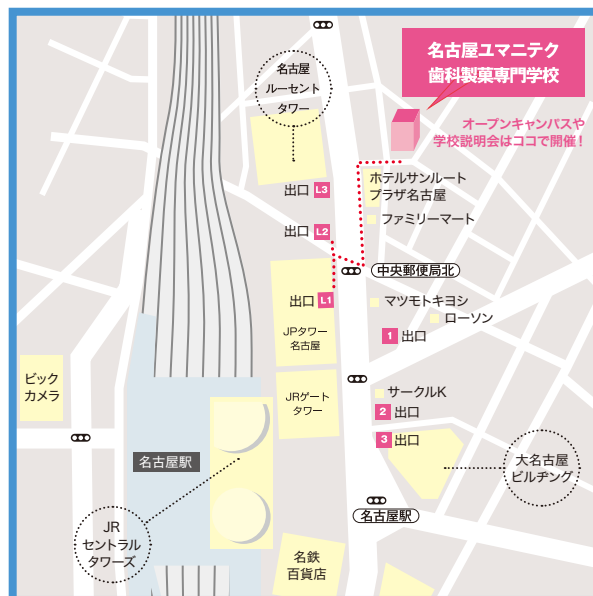 名古屋ユマニテク
歯科製菓専門学校
オープンキャンパスや
学校説明会はココで開催！
名古屋
ルーセント
タワー
ホテルサンルート
プラザ名古屋
出口 L3
ファミリーマート
出口 L2
中央郵便局北
出口 L1
マツモトキヨシ
ローソン
JPタワー
名古屋
1 出口
ビック
カメラ
JRゲート
タワー
サークルK
2 出口
3 出口
名古屋駅
大名古屋
ビルヂング
名古屋駅
JR
セントラル
タワーズ
名鉄
百貨店